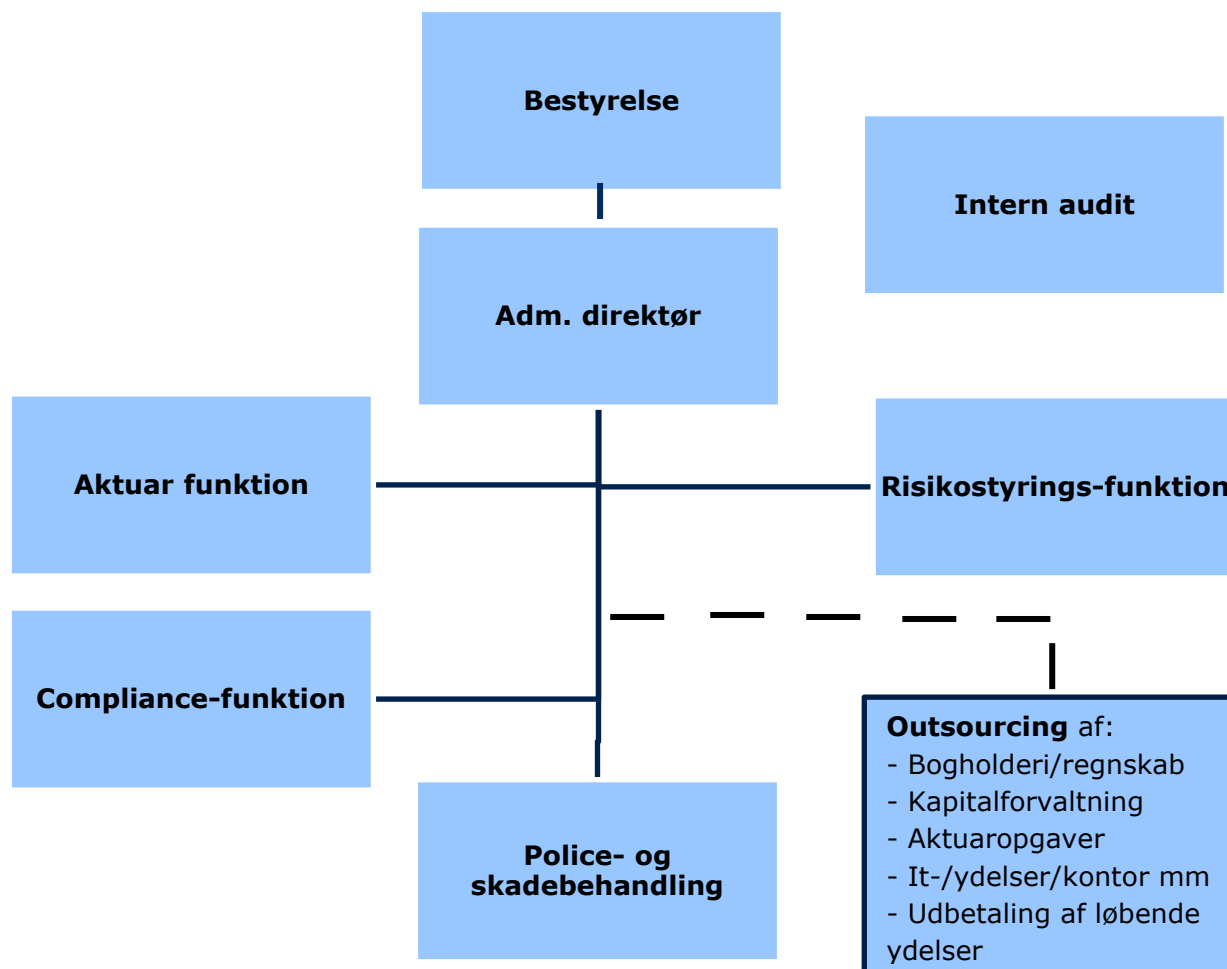 Bestyrelse
Intern audit
Adm. direktør
Aktuar funktion
Risikostyrings-funktion
Compliance-funktion
Police- og
skadebehandling
Outsourcing af:
- Bogholderi/regnskab
- Kapitalforvaltning
- Aktuaropgaver
- It-/ydelser/kontor mm
- Udbetaling af løbende
ydelser